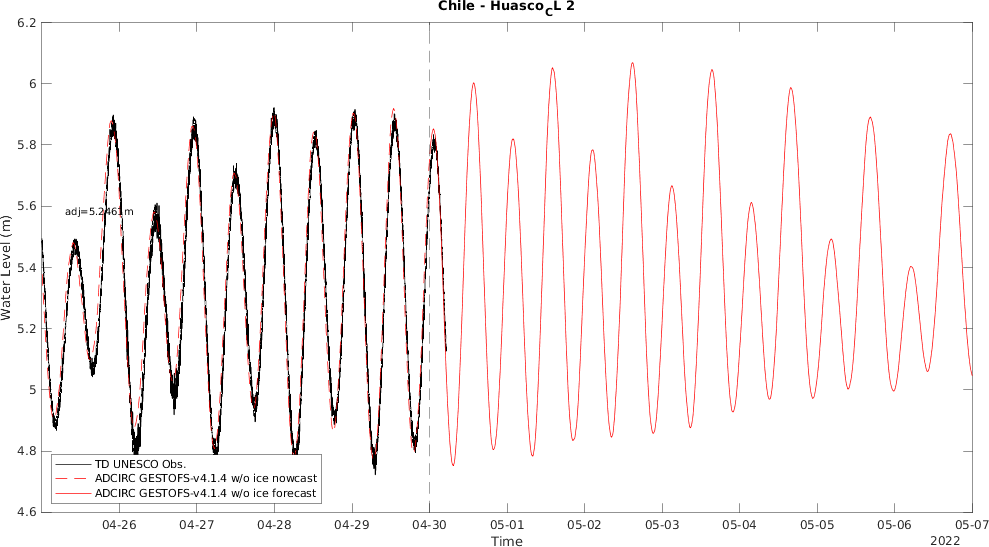 Chile - Huasco_CL 2
6.2
6
5.8
5.6
5.4
5.2
5
4.8
4.6
Water Level (m)
adj=5.2461m
TD UNESCO Obs.
ADCIRC GESTOFS-v4.1.4 w/o ice nowcast
ADCIRC GESTOFS-v4.1.4 w/o ice forecast
04-26 04-27 04-28 04-29 04-30 05-01 05-02 05-03 05-04 05-05 05-06 05-07
Time
2022